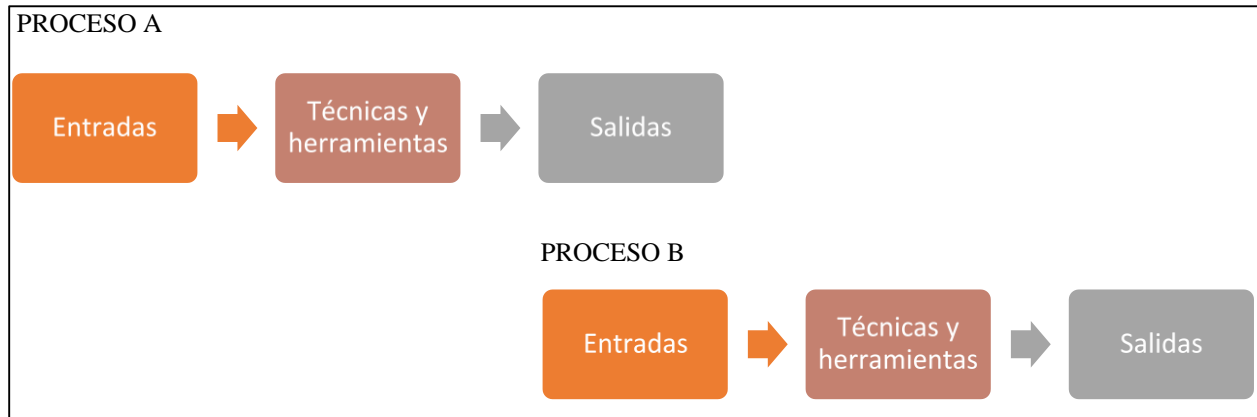 PROCESO A
Entradas
Técnicas y
herramientas
Salidas
PROCESO B
Entradas
Técnicas y
herramientas
Salidas